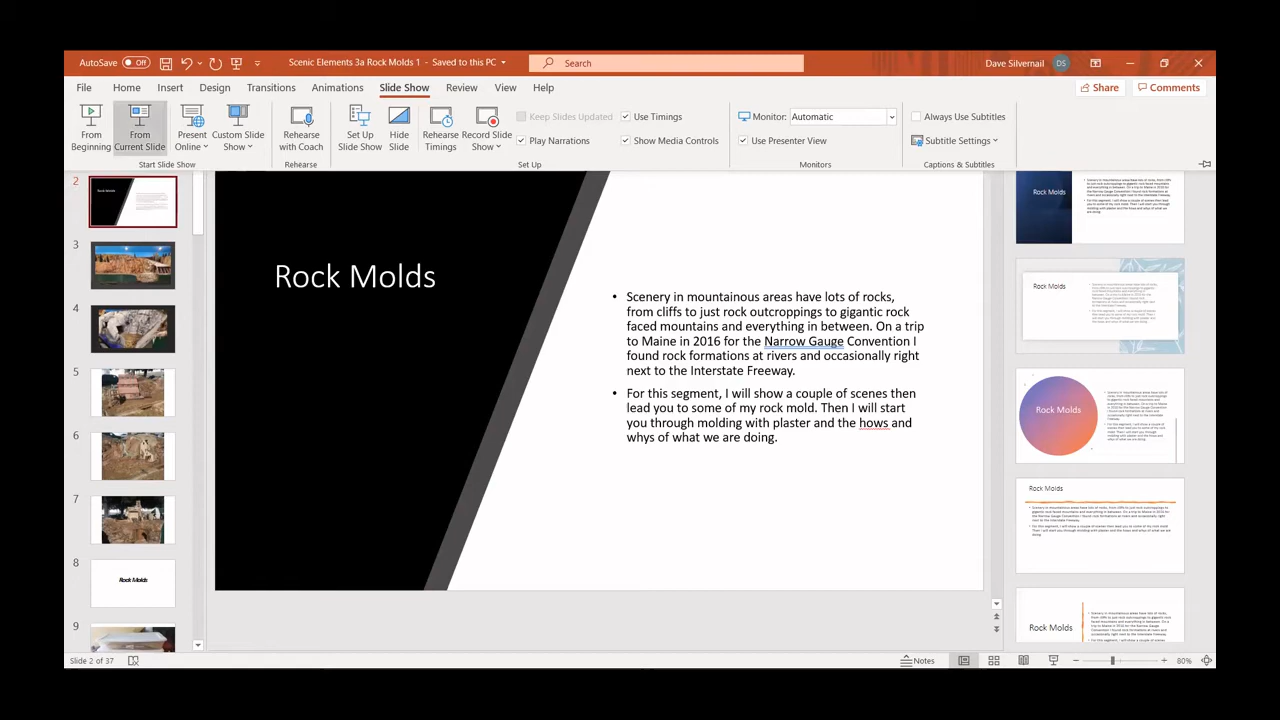 AutoSave Off
Scenic Elements 3a Rock Molds 1 - Saved to this PC
Search
Dave Silvernail DS
File Home Insert Design Transitions Animations Slide Show Review View Help
Share Comments
From Beginning
From Current Slide
Present Online
Custom Slide Show
Rehearse with Coach
Set Up Slide Show
Hide Slide
Rehearse Timings
Record Slide Show
Keep Slides Updated
Play Narrations
Use Timings
Show Media Controls
Monitor: Automatic
Use Presenter View
Always Use Subtitles
Subtitle Settings
Start Slide Show
Rehearse
Set Up
Monitors
Captions & Subtitles
2
Rock Molds
3
4
5
6
7
8
Rock Molds
9
Rock Molds
• Scenery in mountainous areas have lots of rocks,
from cliffs to just rock outcroppings to gigantic rock
faced mountains and everything in between. On a trip
to Maine in 2016 for the Narrow Gauge Convention I
found rock formations at rivers and occasionally right
next to the Interstate Freeway.
• For this segment, I will show a couple of scenes then
lead you to some of my rock mold. Then I will start
you through molding with plaster and the hows and
whys of what we are doing.
Rock Molds
Rock Molds
Rock Molds
Rock Molds
Rock Molds
Slide 2 of 37
Notes
80%